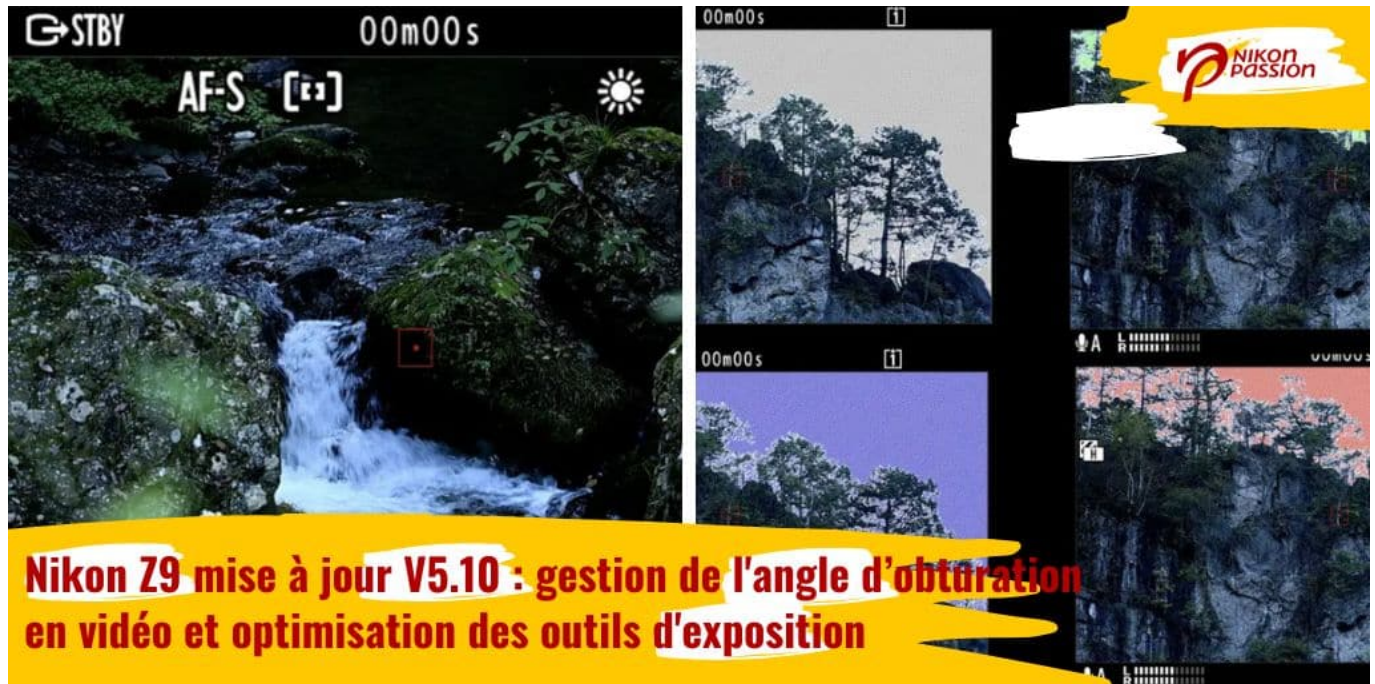 STBY
00m00s
AF-S
00m00s
NIKON
PASSION
A L
R
00m00s
00m00s
A L
R
Nikon Z9 mise à jour V5.10 : gestion de l'angle d’obturation
en vidéo et optimisation des outils d'exposition